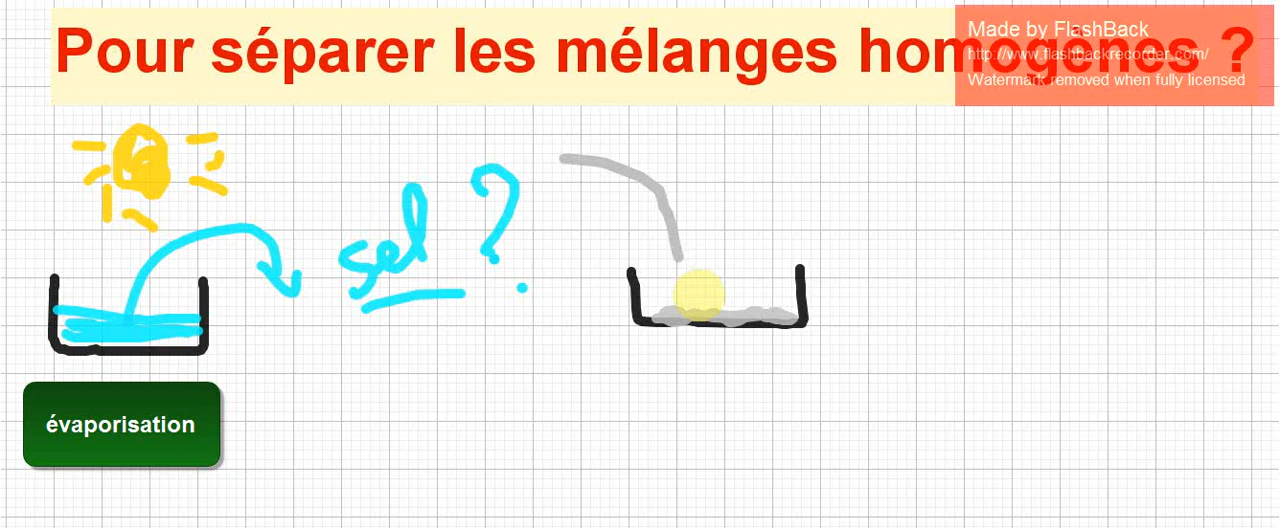 Pour séparer les mélanges homogènes ?
Made by FlashBack
http://www.flashbackrecorder.com/
Watermark removed when fully licensed
sel ?
évaporisation